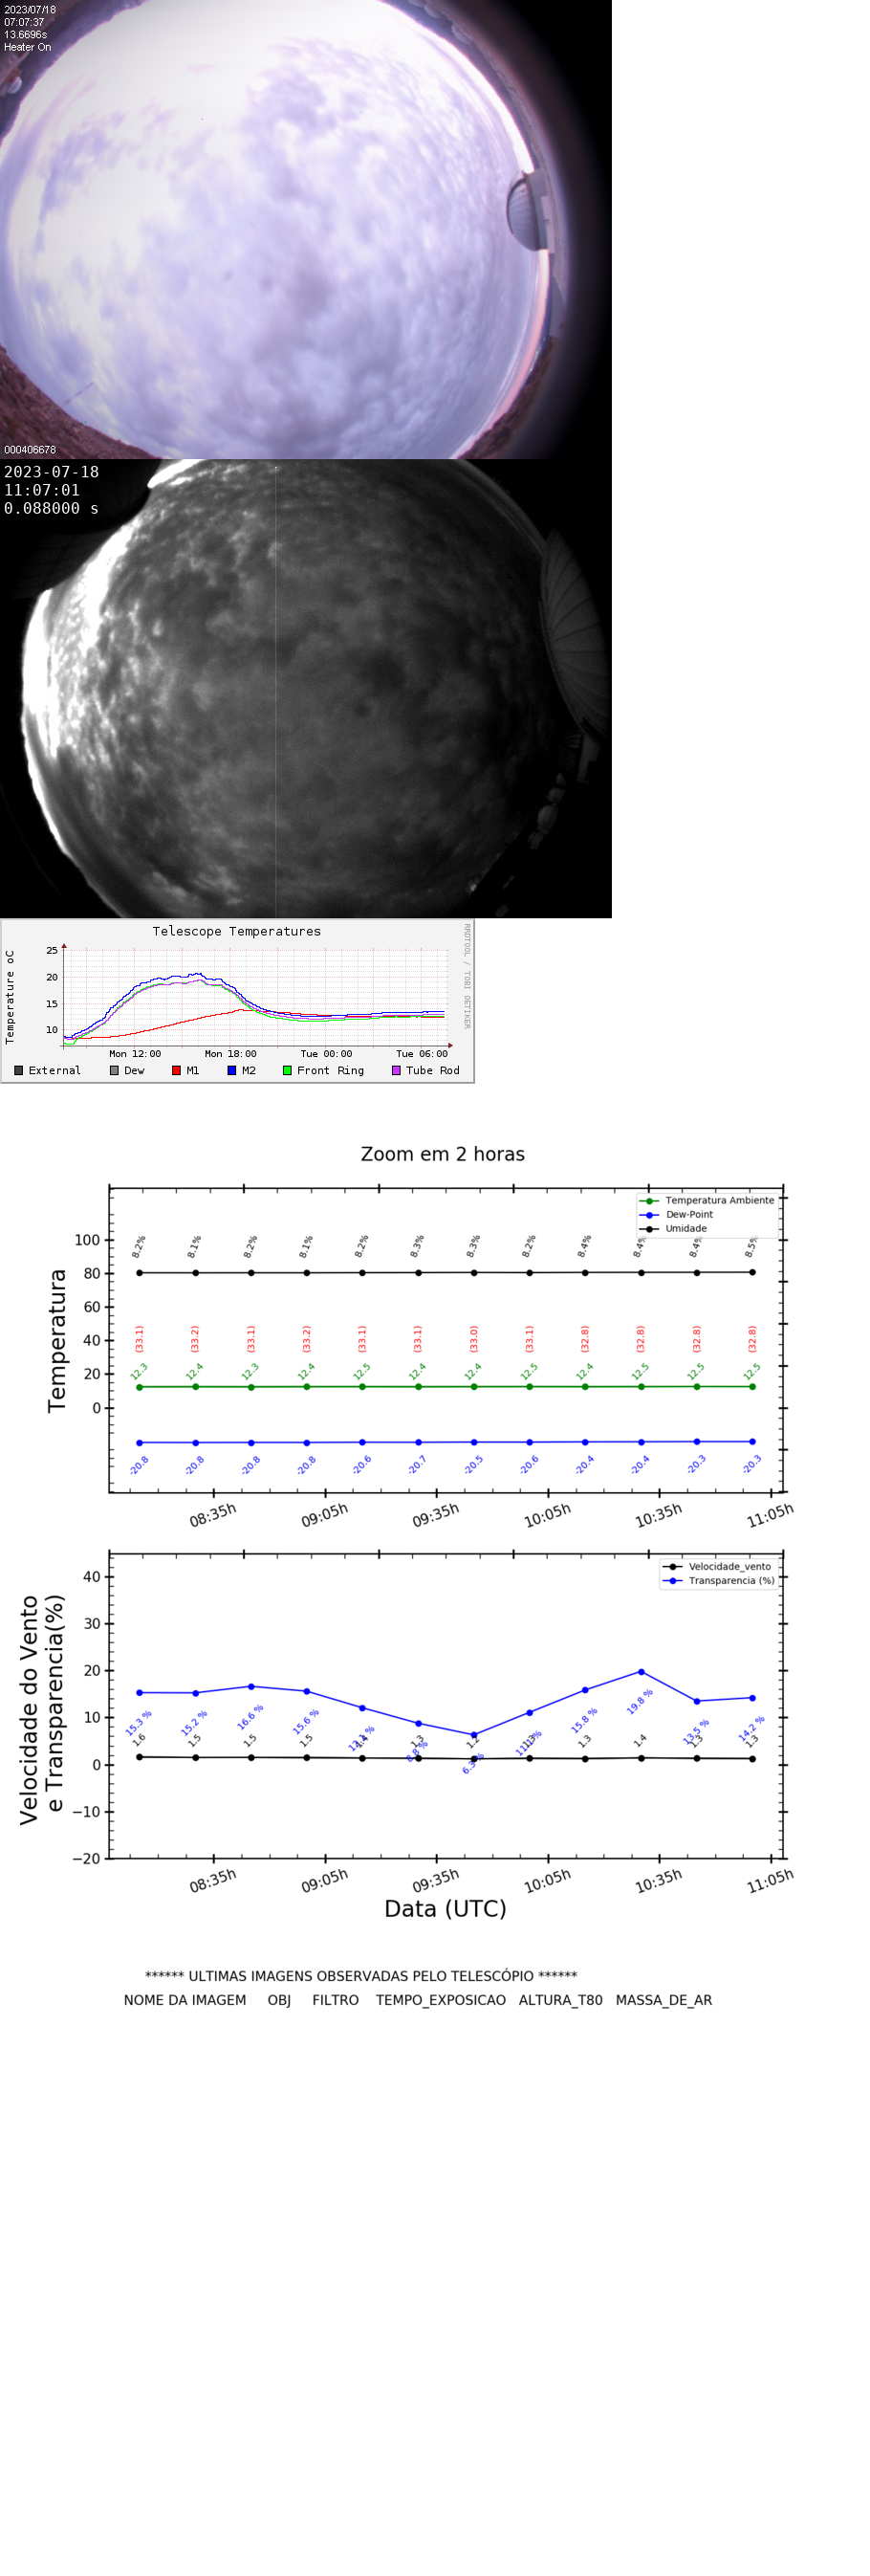 2023/07/18
07:07:37
13.6696s
Heater On
000406678
2023-07-18
11:07:01
0.088000 s
Telescope Temperatures
RRDTOOL / TOBI OETIKER
Temperature oC
25
20
15
10
Mon 12:00 Mon 18:00 Tue 00:00 Tue 06:00
External Dew M1 M2 Front Ring Tube Rod
Zoom em 2 horas
Temperatura Ambiente
Dew-Point
Umidade
Temperatura
100
80
60
40
20
0
8.2% 8.1% 8.2% 8.1% 8.2% 8.3% 8.3% 8.2% 8.4% 8.4% 8.4% 8.5%
(33.1) (33.2) (33.1) (33.2) (33.1) (33.1) (33.0) (33.1) (32.8) (32.8) (32.8) (32.8)
12.3 12.4 12.3 12.4 12.5 12.4 12.4 12.5 12.4 12.5 12.5 12.5
-20.8 -20.8 -20.8 -20.8 -20.6 -20.7 -20.5 -20.6 -20.4 -20.4 -20.3 -20.3
08:35h 09:05h 09:35h 10:05h 10:35h 11:05h
Velocidade_vento
Transparencia (%)
Velocidade do Vento
e Transparencia(%)
40
30
20
10
0
−10
−20
15.3 % 15.2 % 16.6 % 15.6 % 15.8 % 19.8 % 13.5 % 14.2 %
1.6 1.5 1.5 1.5 1.3 1.2 1.3 1.4 1.3 1.3
08:35h 09:05h 09:35h 10:05h 10:35h 11:05h
Data (UTC)
****** ULTIMAS IMAGENS OBSERVADAS PELO TELESCÓPIO ******
NOME DA IMAGEM OBJ FILTRO TEMPO_EXPOSICAO ALTURA_T80 MASSA_DE_AR